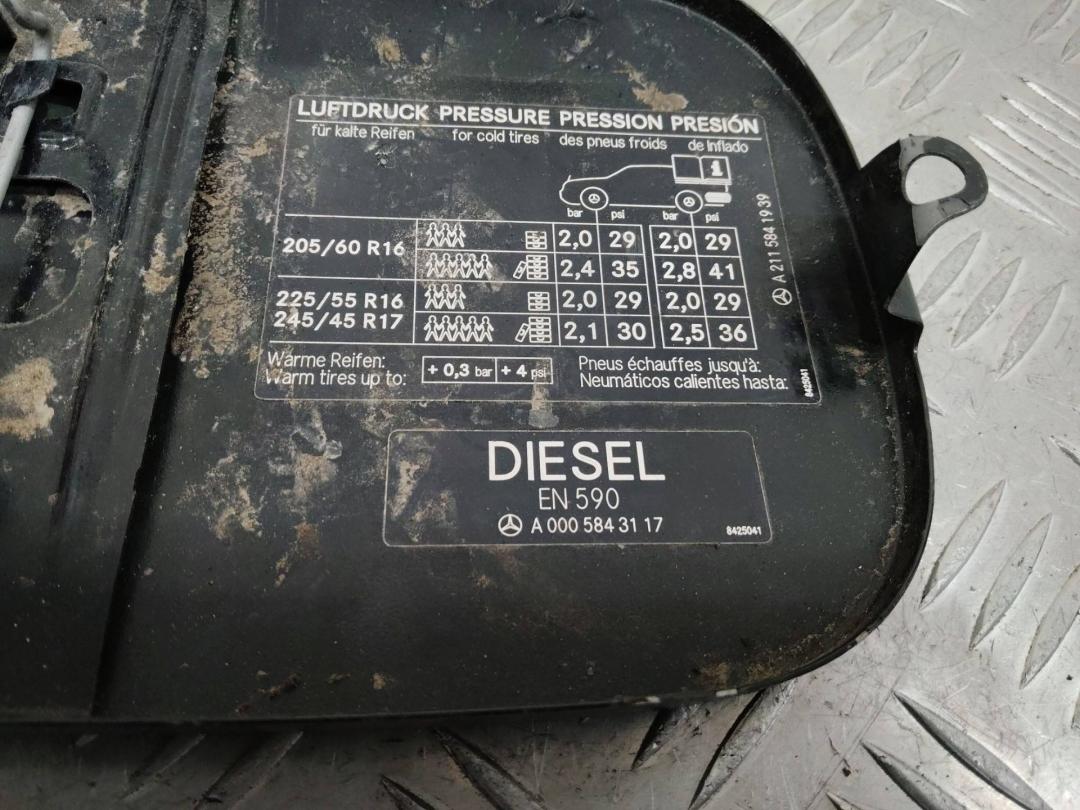 LUFTDRUCK PRESSURE PRESSION PRESIÓN
für kalte Reifen for cold tires des pneus froids de Inflado
i
bar psi bar psi
205/60 R16 2,0 29 2,0 29
2,4 35 2,8 41
225/55 R16 2,0 29 2,0 29
245/45 R17 2,1 30 2,5 36
Warme Reifen: Pneus échauffes jusqu'à:
Warm tires up to: + 0,3 bar + 4 psi Neumáticos calientes hasta:
A 211 584 19 39
8425041
DIESEL
EN 590
A 000 584 31 17
8425041